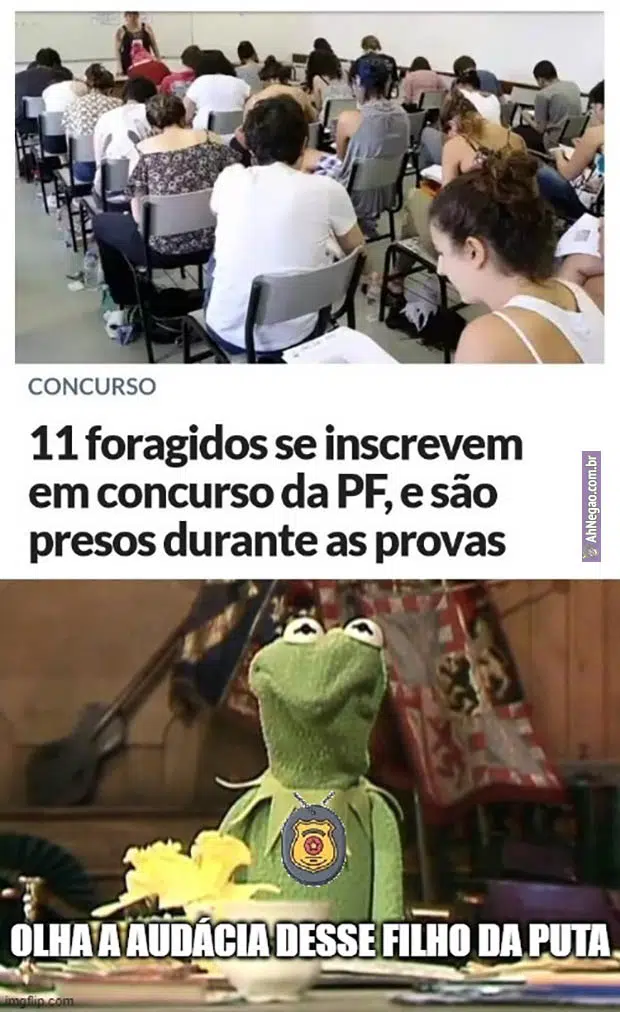 CONCURSO
11 foragidos se inscrevem
em concurso da PF, e são
presos durante as provas
AhNegao.com.br
OLHA A AUDÁCIA DESSE FILHO DA PUTA
imgflip.com